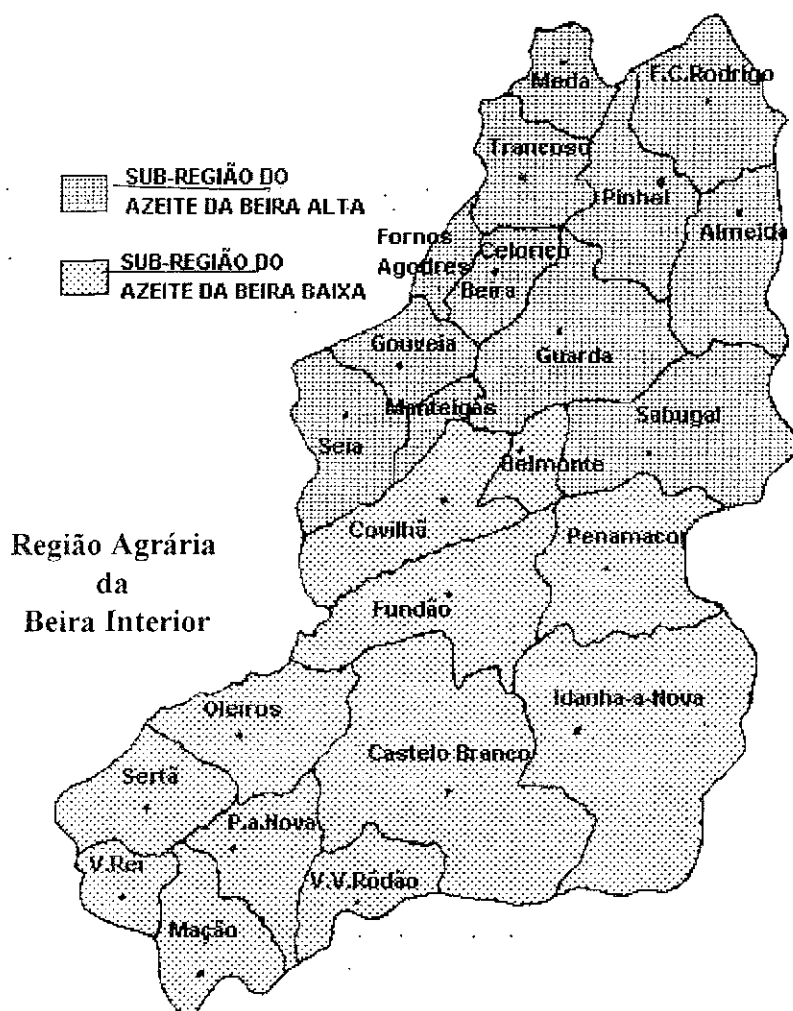 Meda
F.C.Rodrigo
SUB-REGIÃO DO
AZEITE DA BEIRA ALTA
Trancoso
Pinhel
Almeida
Fornos
Agodres
Celorico
Beira
SUB-REGIÃO DO
AZEITE DA BEIRA BAIXA
Gouveia
Guarda
Manteigas
Sabugal
Seia
Belmonte
Covilhã
Penamacor
Região Agrária
da
Beira Interior
Fundão
Idanha-a-Nova
Oleiros
Castelo Branco
Sertã
P.a.Nova
V.Rei
V.V.Ródão
Mação